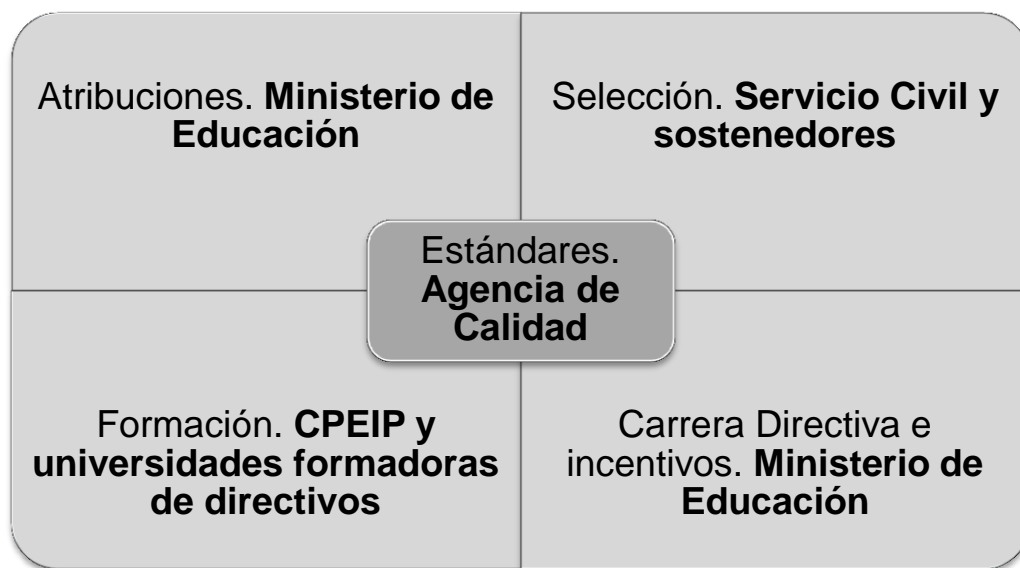 Atribuciones. Ministerio de
Educación
Selección. Servicio Civil y
sostenedores
Estándares.
Agencia de
Calidad
Formación. CPEIP y
universidades formadoras
de directivos
Carrera Directiva e
incentivos. Ministerio de
Educación